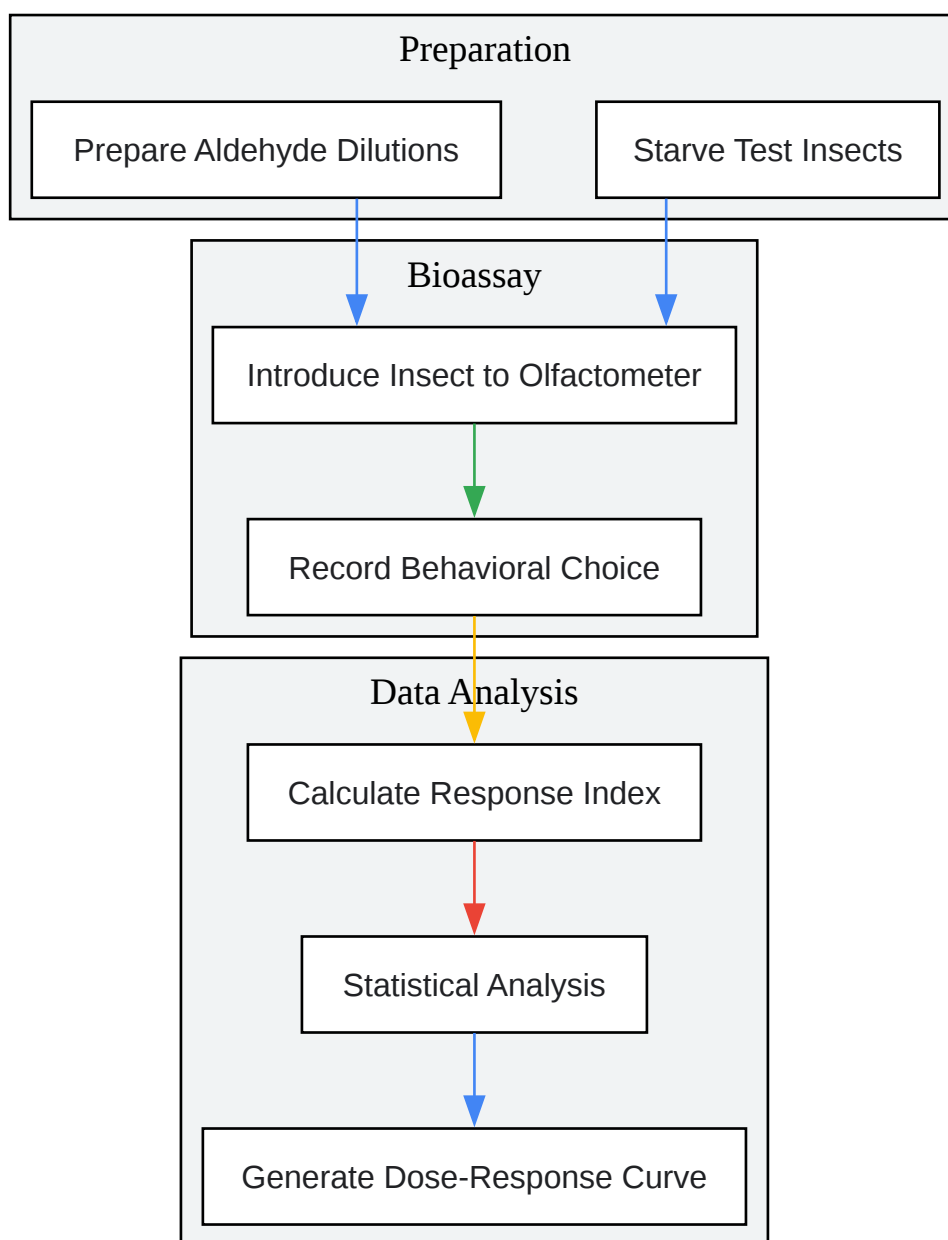 Preparation
Prepare Aldehyde Dilutions
Starve Test Insects
Bioassay
Introduce Insect to Olfactometer
Record Behavioral Choice
Data Analysis
Calculate Response Index
Statistical Analysis
Generate Dose-Response Curve